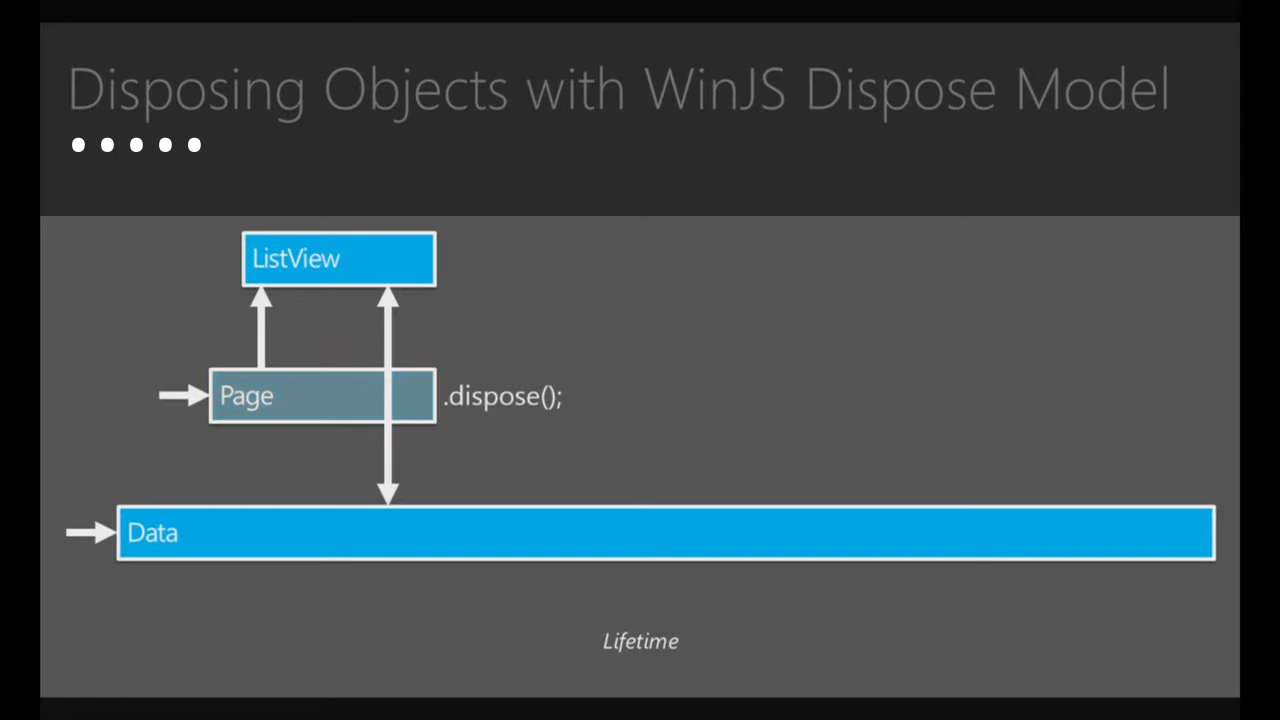 Disposing Objects with WinJS Dispose Model
ListView
Page .dispose();
Data
Lifetime